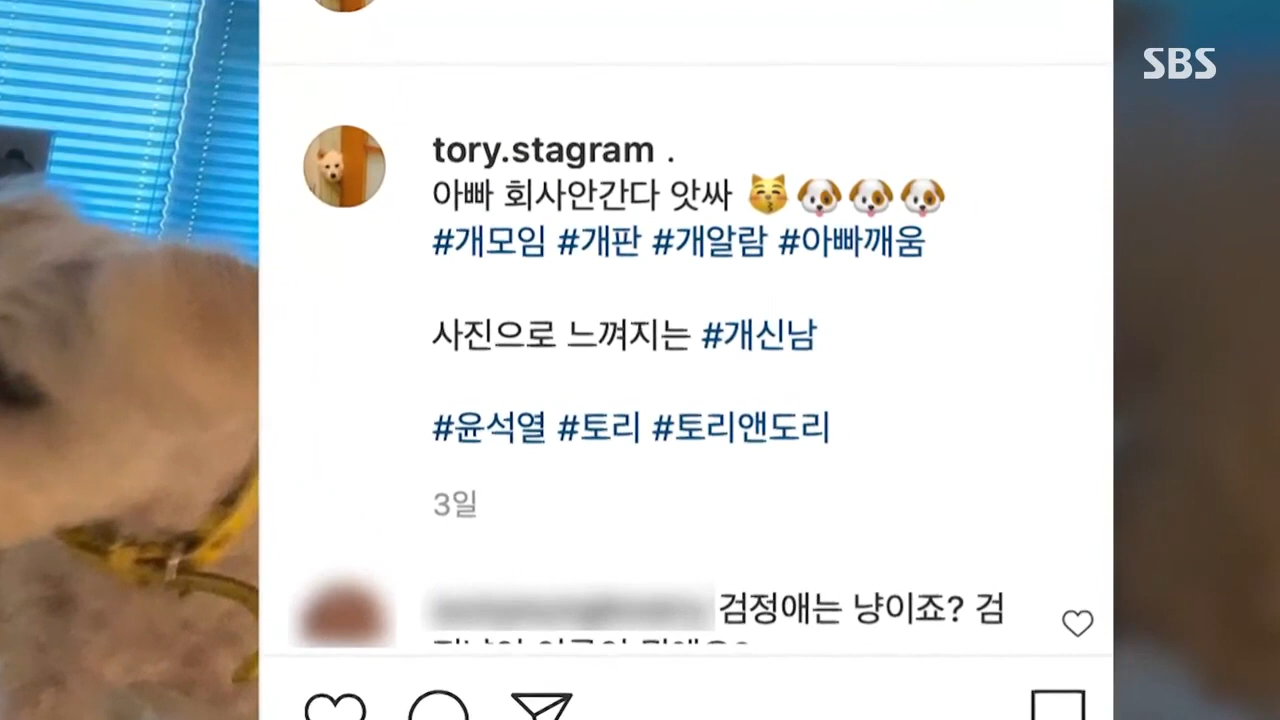 SBS
tory.stagram .
아빠 회사안간다 앗싸 😽🐶🐶🐶
#개모임 #개판 #개알람 #아빠깨움
사진으로 느껴지는 #개신남
#윤석열 #토리 #토리앤도리
3일
검정애는 냥이죠? 검